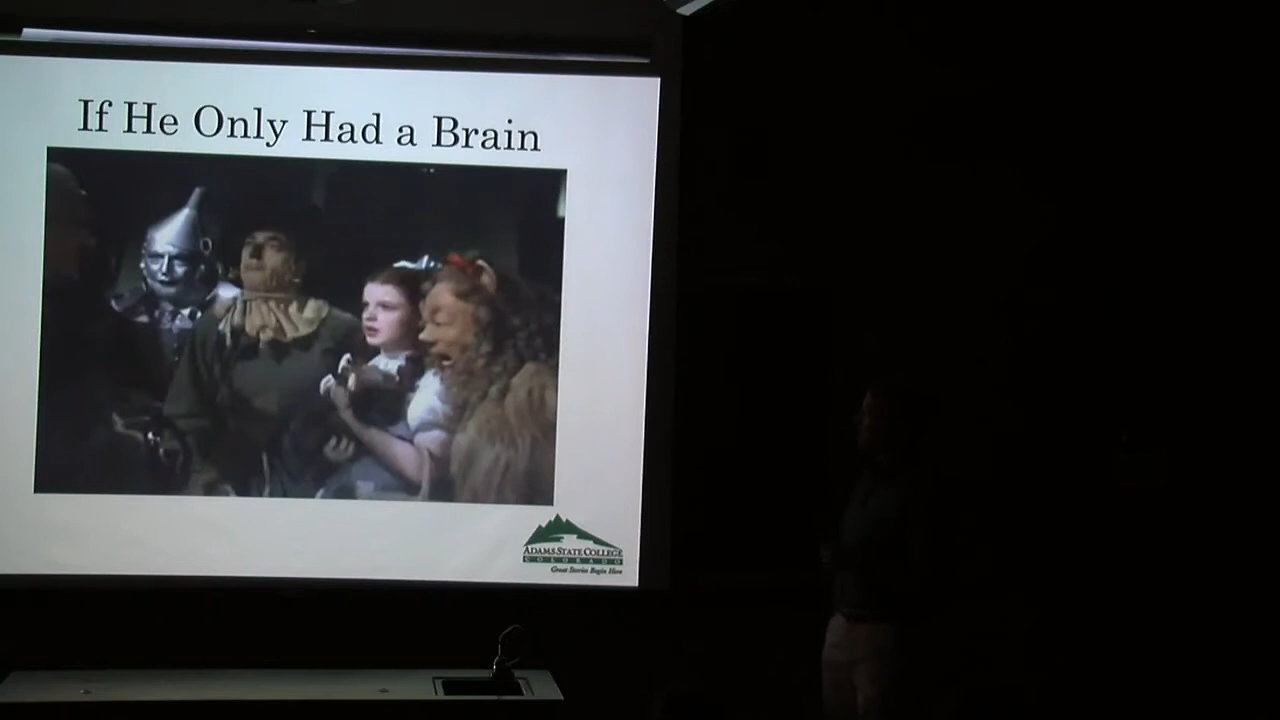 If He Only Had a Brain
ADAMS STATE COLLEGE
COLORADO
Great Stories Begin Here